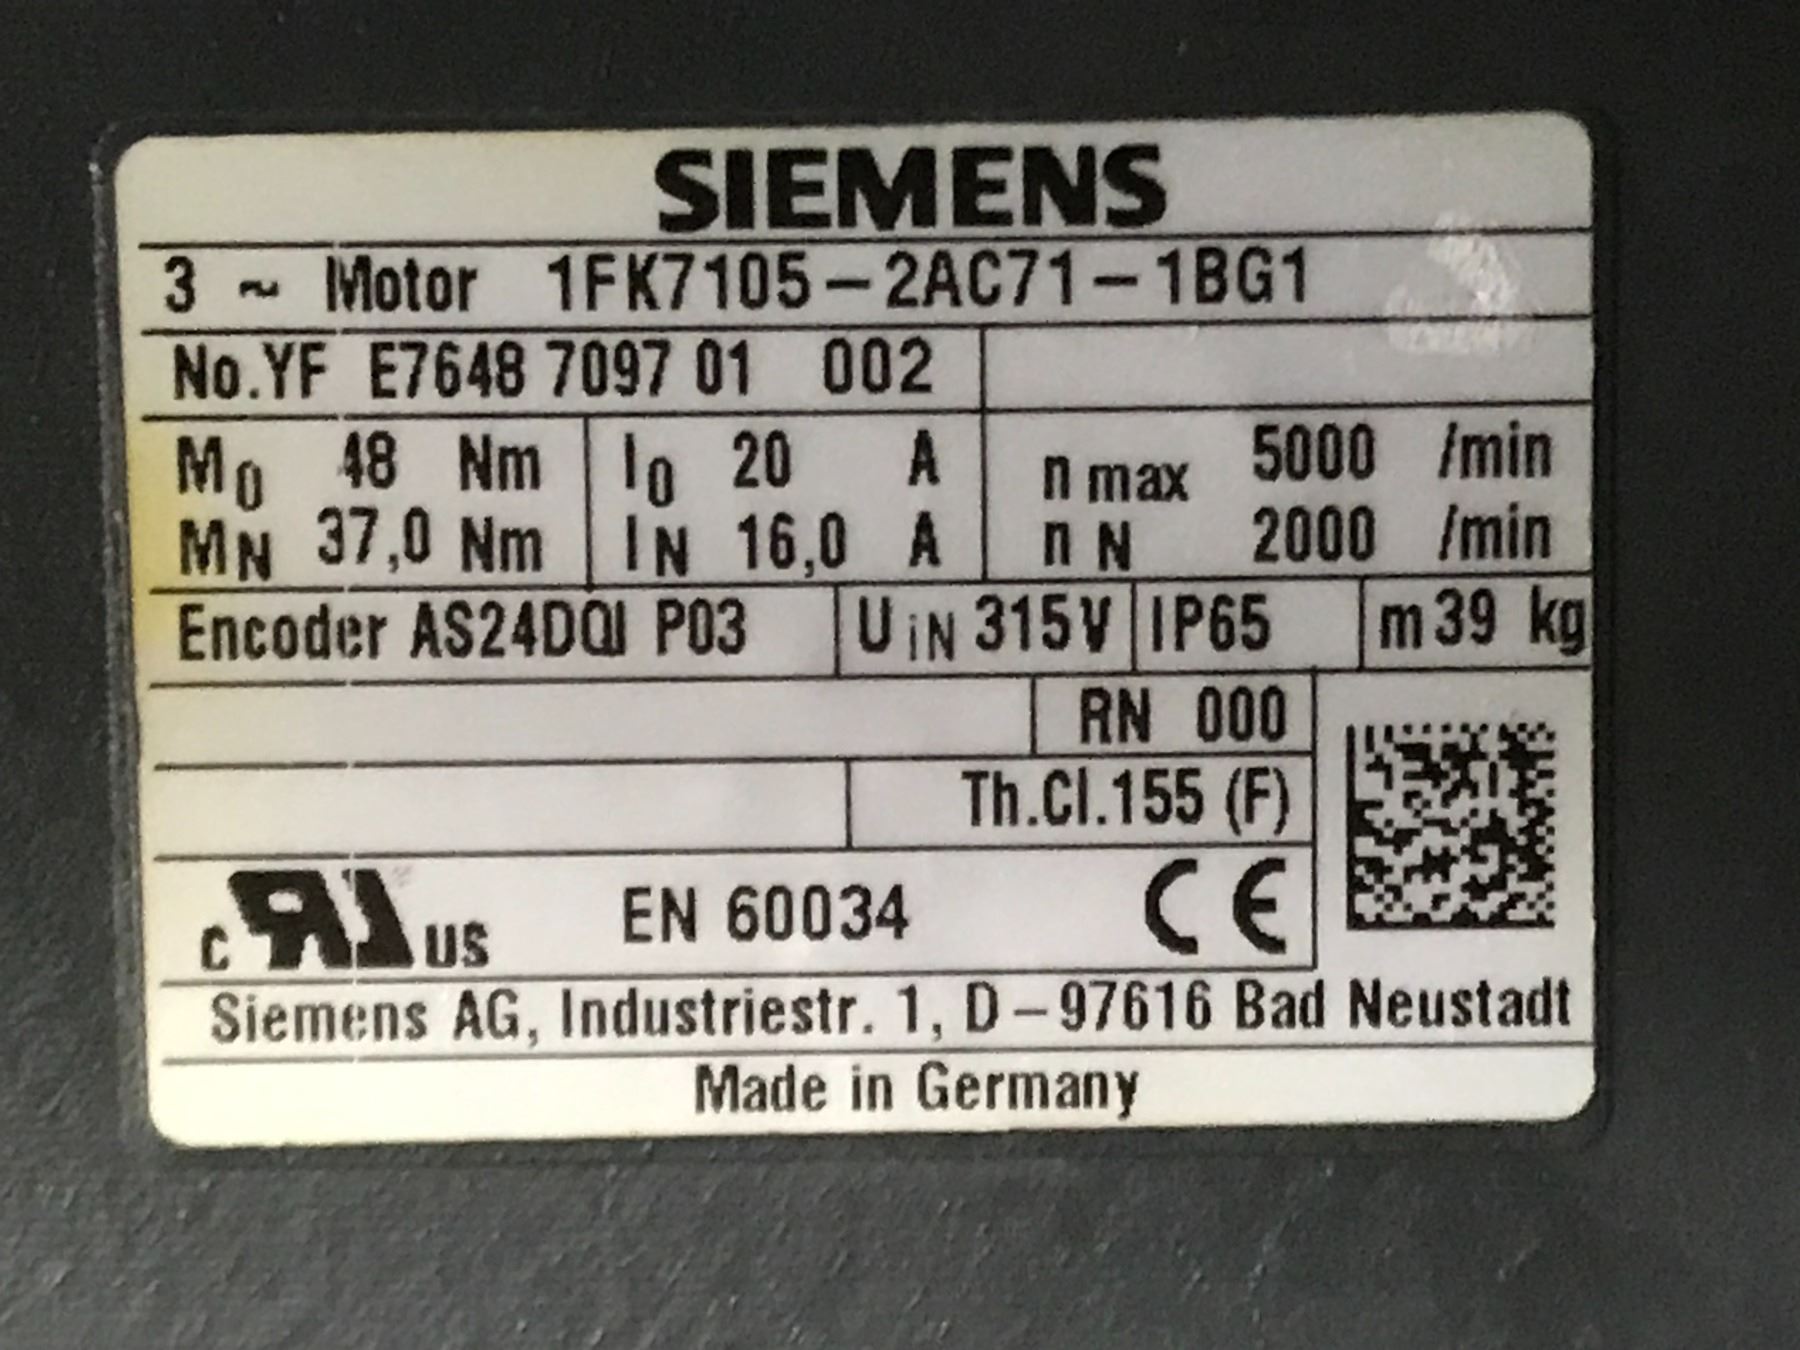 SIEMENS
3 ~ Motor 1FK7105-2AC71-1BG1
No.YF E7648 7097 01 002
M0 48 Nm I0 20 A n max 5000 /min
MN 37,0 Nm IN 16,0 A n N 2000 /min
Encoder AS24DQI P03 U iN 315V IP65 m 39 kg
RN 000
Th.Cl.155 (F)
c RU US EN 60034 CE
Siemens AG, Industriestr. 1, D-97616 Bad Neustadt
Made in Germany